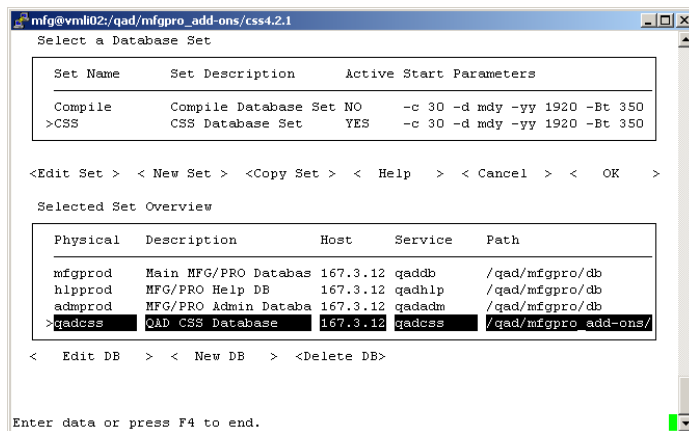 mfg@vmli02:/qad/mfgpro_add-ons/css4.2.1
Select a Database Set
Set Name Set Description Active Start Parameters
Compile Compile Database Set NO -c 30 -d mdy -yy 1920 -Bt 350
>CSS CSS Database Set YES -c 30 -d mdy -yy 1920 -Bt 350
<Edit Set > < New Set > <Copy Set > < Help > < Cancel > < OK >
Selected Set Overview
Physical Description Host Service Path
mfgprod Main MFG/PRO Databas 167.3.12 qaddb /qad/mfgpro/db
hlpprod MFG/PRO Help DB 167.3.12 qadhlp /qad/mfgpro/db
admprod MFG/PRO Admin Databa 167.3.12 qadadm /qad/mfgpro/db
>qadcss QAD CSS Database 167.3.12 qadcss /qad/mfgpro_add-ons/
< Edit DB > < New DB > <Delete DB>
Enter data or press F4 to end.